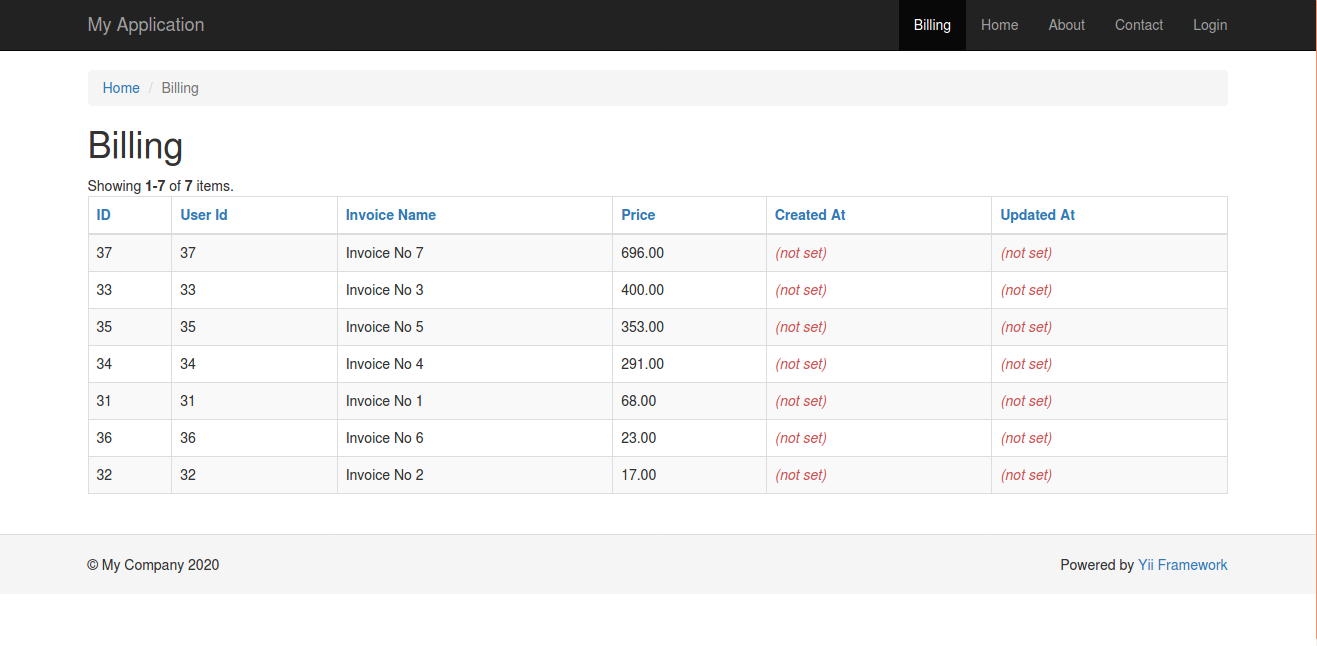 My Application Billing Home About Contact Login
Home / Billing
Billing
Showing 1-7 of 7 items.
ID User Id Invoice Name Price Created At Updated At
37 37 Invoice No 7 696.00 (not set) (not set)
33 33 Invoice No 3 400.00 (not set) (not set)
35 35 Invoice No 5 353.00 (not set) (not set)
34 34 Invoice No 4 291.00 (not set) (not set)
31 31 Invoice No 1 68.00 (not set) (not set)
36 36 Invoice No 6 23.00 (not set) (not set)
32 32 Invoice No 2 17.00 (not set) (not set)
© My Company 2020 Powered by Yii Framework